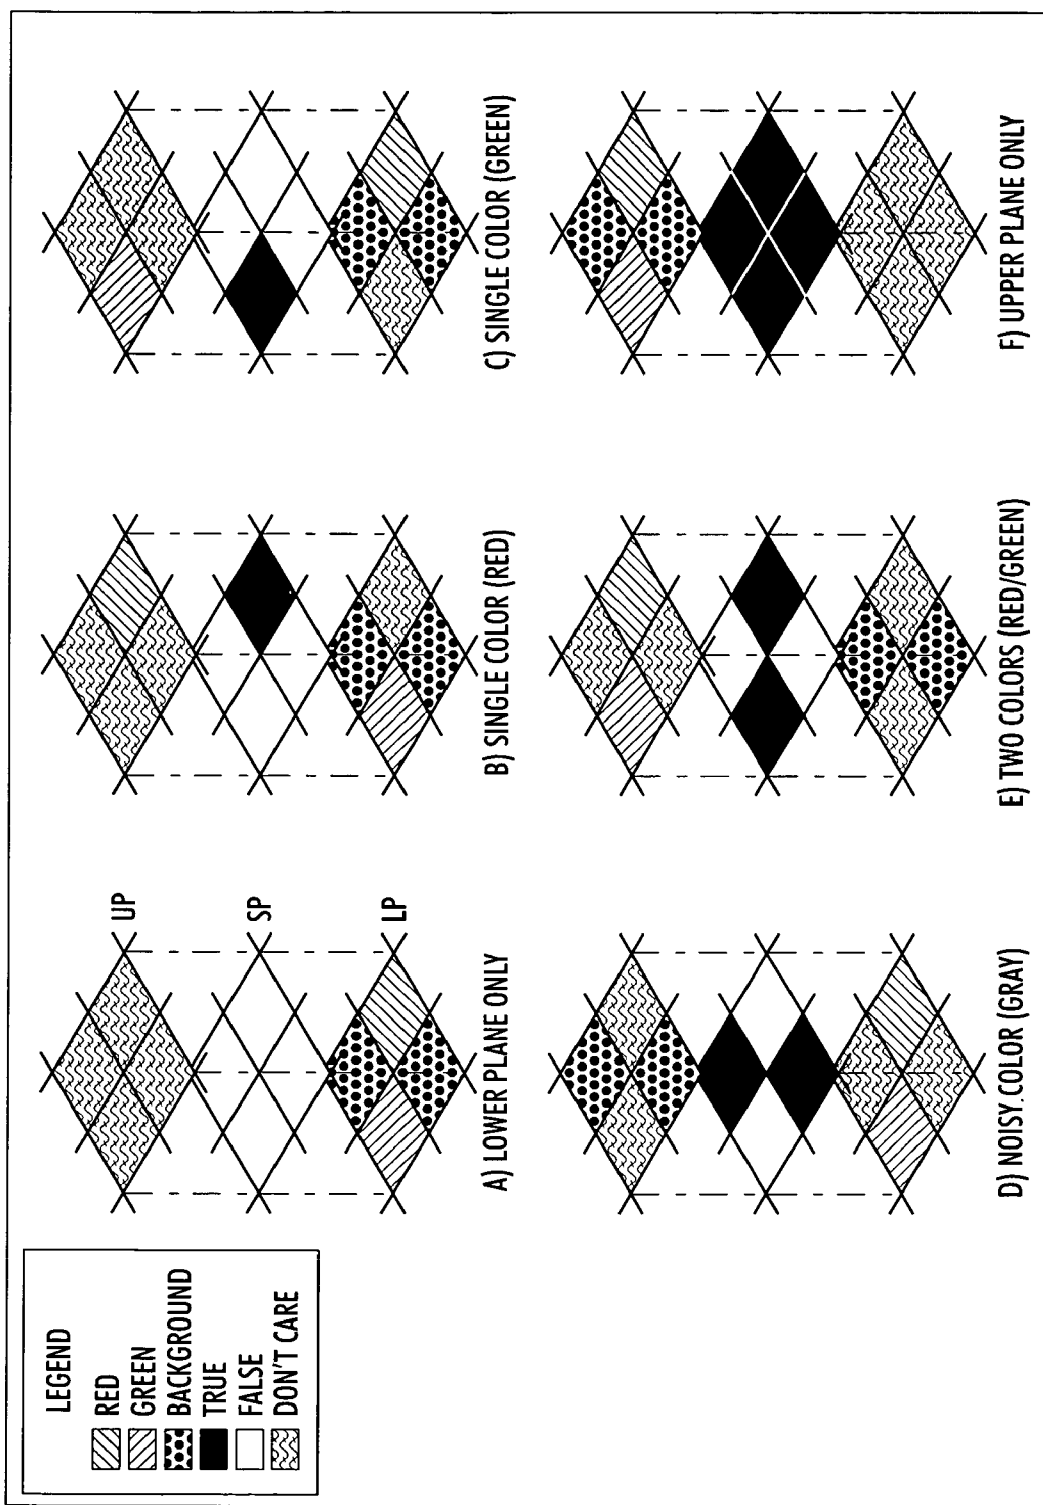 LEGEND
RED
GREEN
BACKGROUND
TRUE
FALSE
DON'T CARE
UP
SP
LP
A) LOWER PLANE ONLY
B) SINGLE COLOR (RED)
C) SINGLE COLOR (GREEN)
D) NOISY.COLOR (GRAY)
E) TWO COLORS (RED/GREEN)
F) UPPER PLANE ONLY